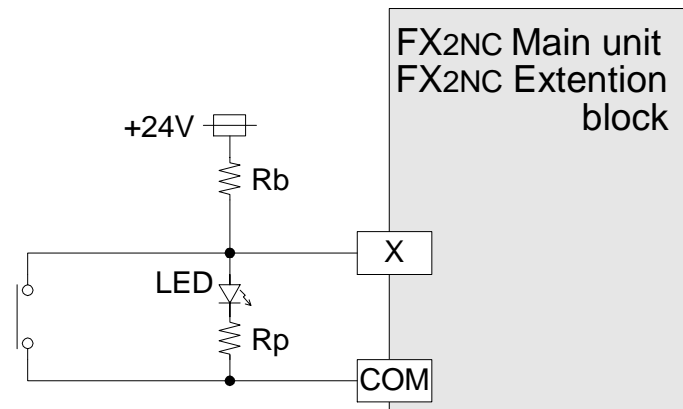 FX2NC Main unit
FX2NC Extention
block
+24V
Rb
X
LED
Rp
COM